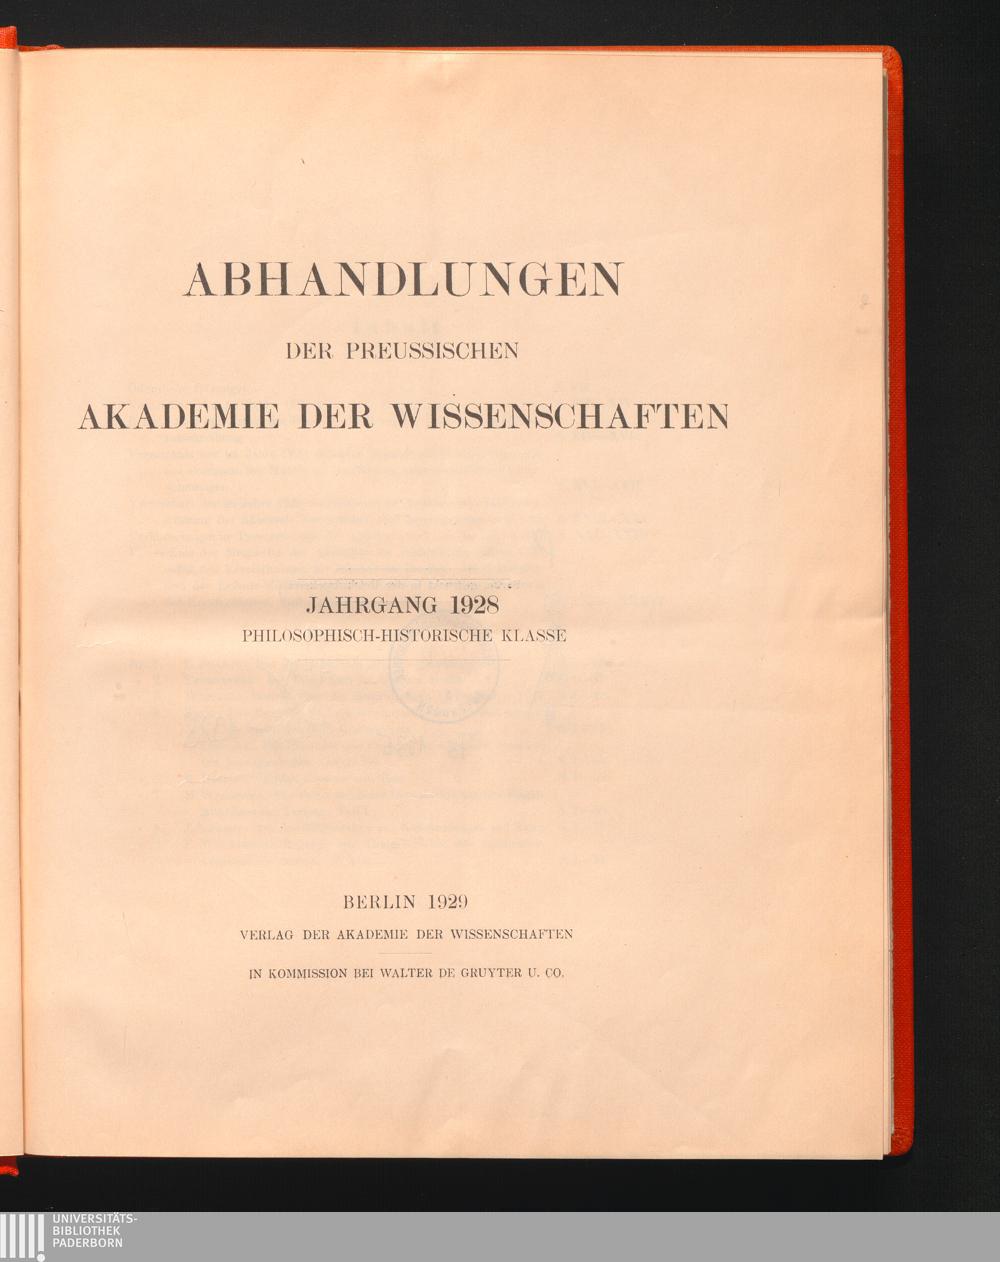 ABHANDLUNGEN
DER PREUSSISCHEN
AKADEMIE DER WISSENSCHAFTEN
JAHRGANG 1928
PHILOSOPHISCH-HISTORISCHE KLASSE
BERLIN 1929
VERLAG DER AKADEMIE DER WISSENSCHAFTEN
IN KOMMISSION BEI WALTER DE GRUYTER U. CO.
UNIVERSITÄTS-
BIBLIOTHEK
PADERBORN